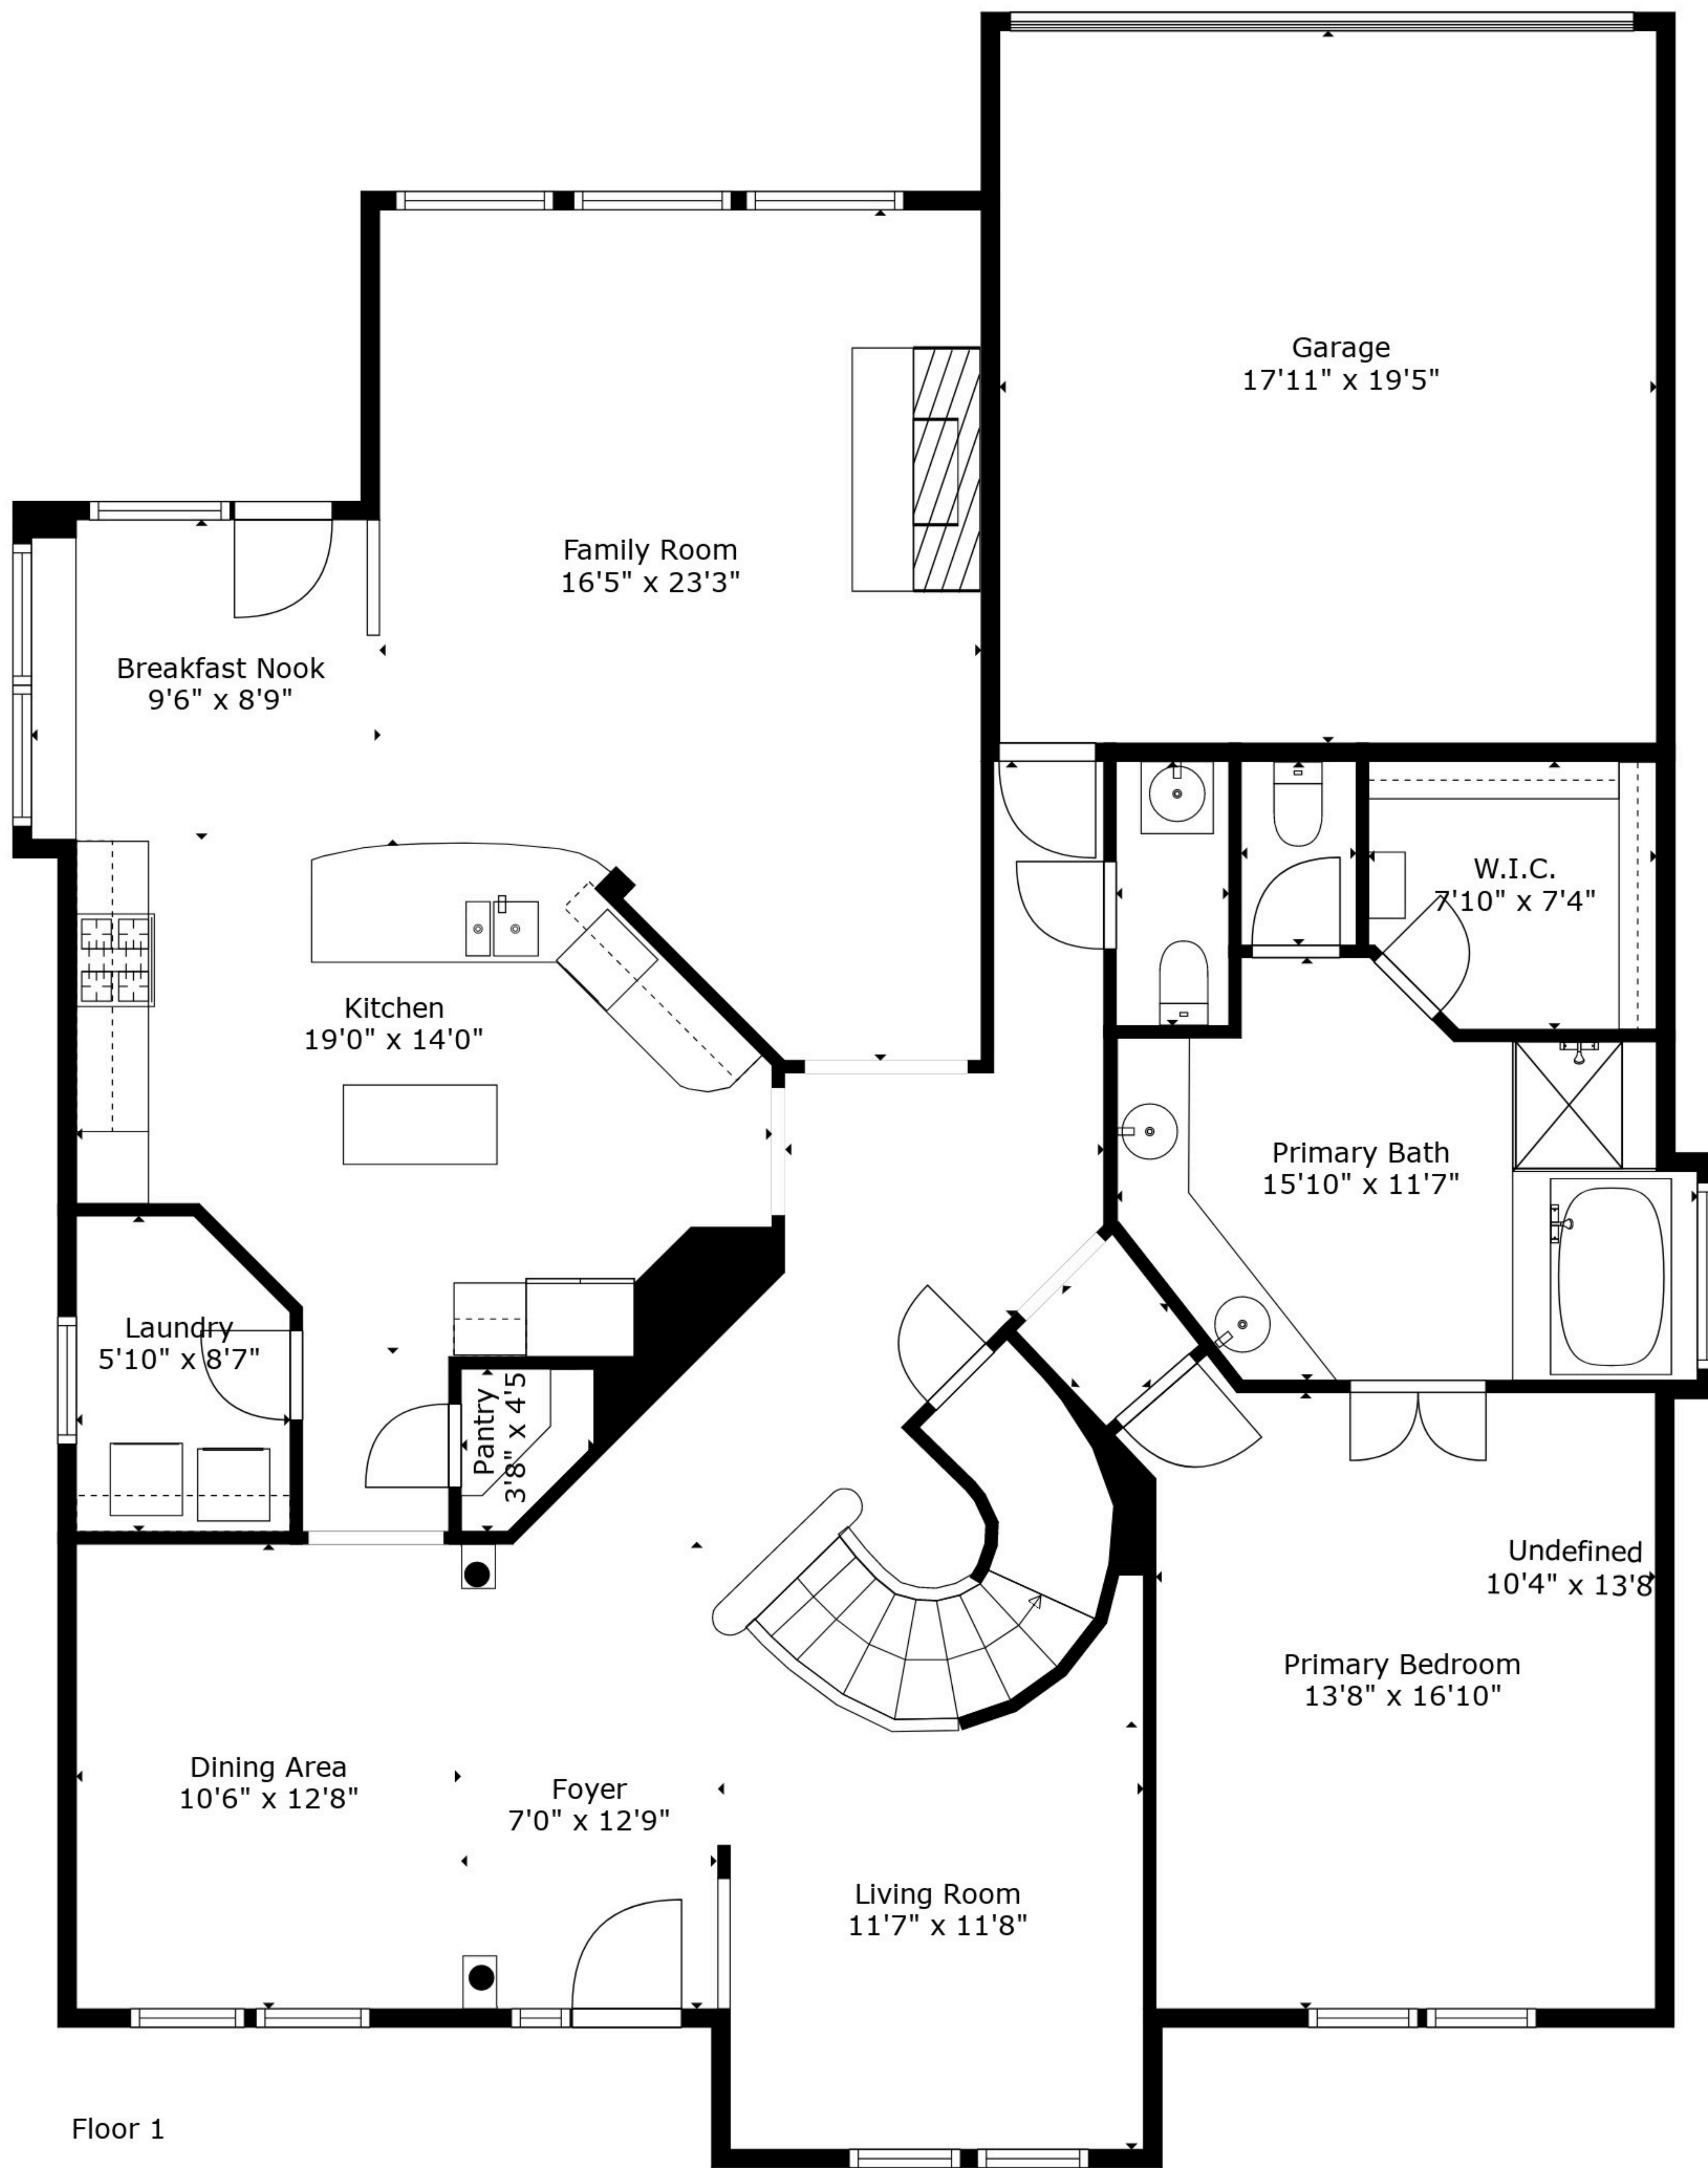 Garage
17'11" x 19'5"
Family Room
16'5" x 23'3"
Breakfast Nook
9'6" x 8'9"
W.I.C.
7'10" x 7'4"
Kitchen
19'0" x 14'0"
Primary Bath
15'10" x 11'7"
Laundry
5'10" x 8'7"
Pantry
3'8" x 4'5
Undefined
10'4" x 13'8
Primary Bedroom
13'8" x 16'10"
Dining Area
10'6" x 12'8"
Foyer
7'0" x 12'9"
Living Room
11'7" x 11'8"
Floor 1